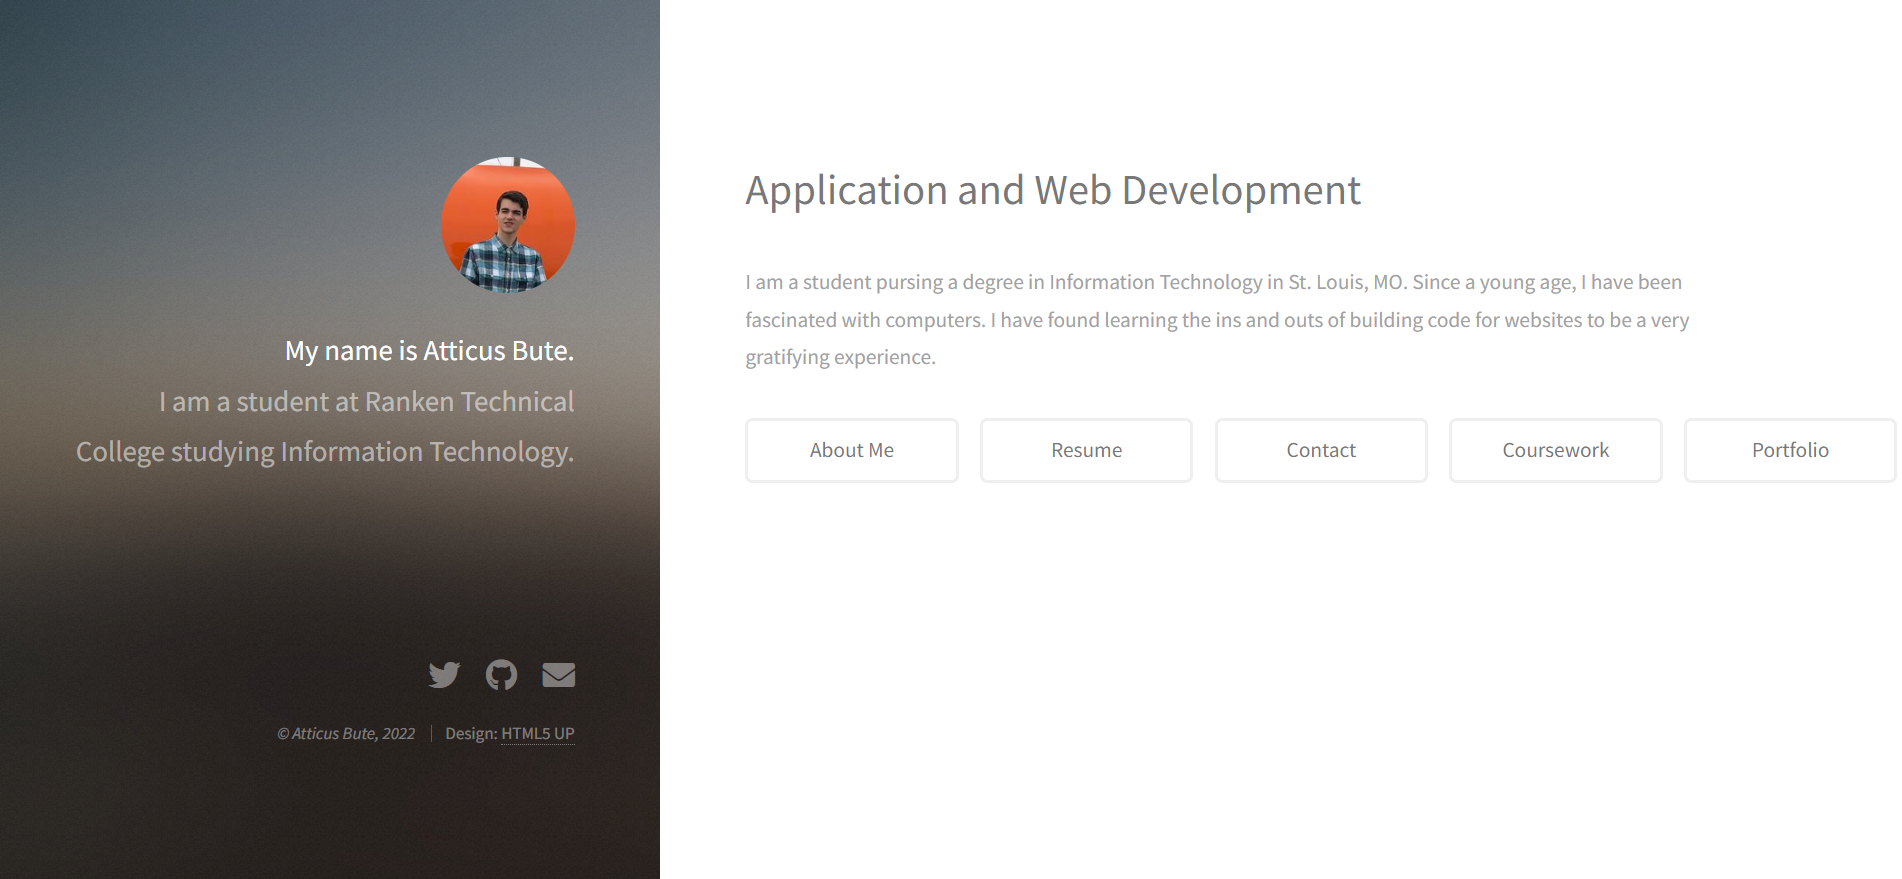 My name is Atticus Bute.
I am a student at Ranken Technical
College studying Information Technology.
© Atticus Bute, 2022 | Design: HTML5 UP
Application and Web Development
I am a student pursing a degree in Information Technology in St. Louis, MO. Since a young age, I have been
fascinated with computers. I have found learning the ins and outs of building code for websites to be a very
gratifying experience.
About Me
Resume
Contact
Coursework
Portfolio